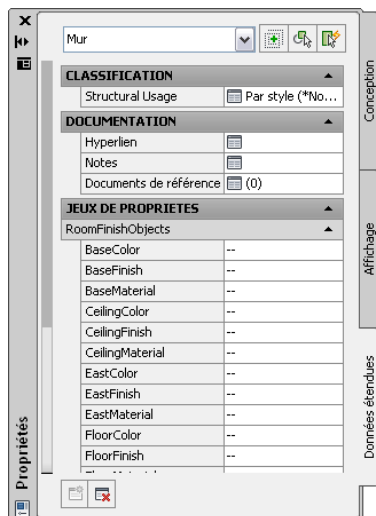 Mur
CLASSIFICATION
Structural Usage Par style (*No...
DOCUMENTATION
Hyperlien
Notes
Documents de référence (0)
JEUX DE PROPRIETES
RoomFinishObjects
BaseColor --
BaseFinish --
BaseMaterial --
CeilingColor --
CeilingFinish --
CeilingMaterial --
EastColor --
EastFinish --
EastMaterial --
FloorColor --
FloorFinish --
Propriétés
Conception
Affichage
Données étendues